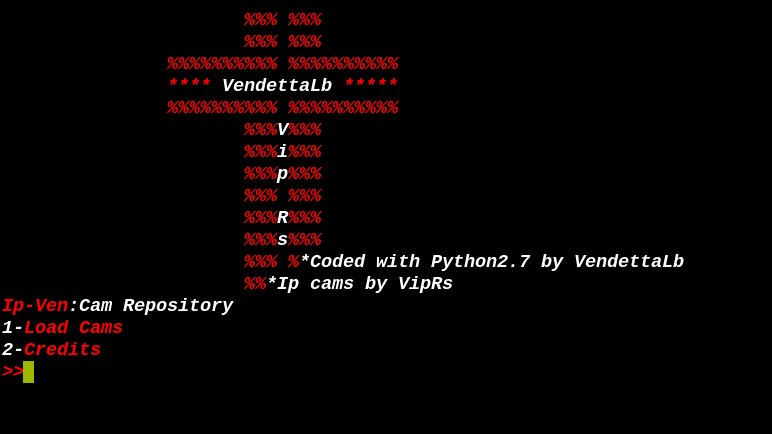 %%% %%%
%%% %%%
%%%%%%%%%% %%%%%%%%%%
**** VendettaLb *****
%%%%%%%%%% %%%%%%%%%%
%%%V%%%
%%%i%%%
%%%p%%%
%%% %%%
%%%R%%%
%%%s%%%
%%% %*Coded with Python2.7 by VendettaLb
%%*Ip cams by VipRs
Ip-Ven:Cam Repository
1-Load Cams
2-Credits
>>